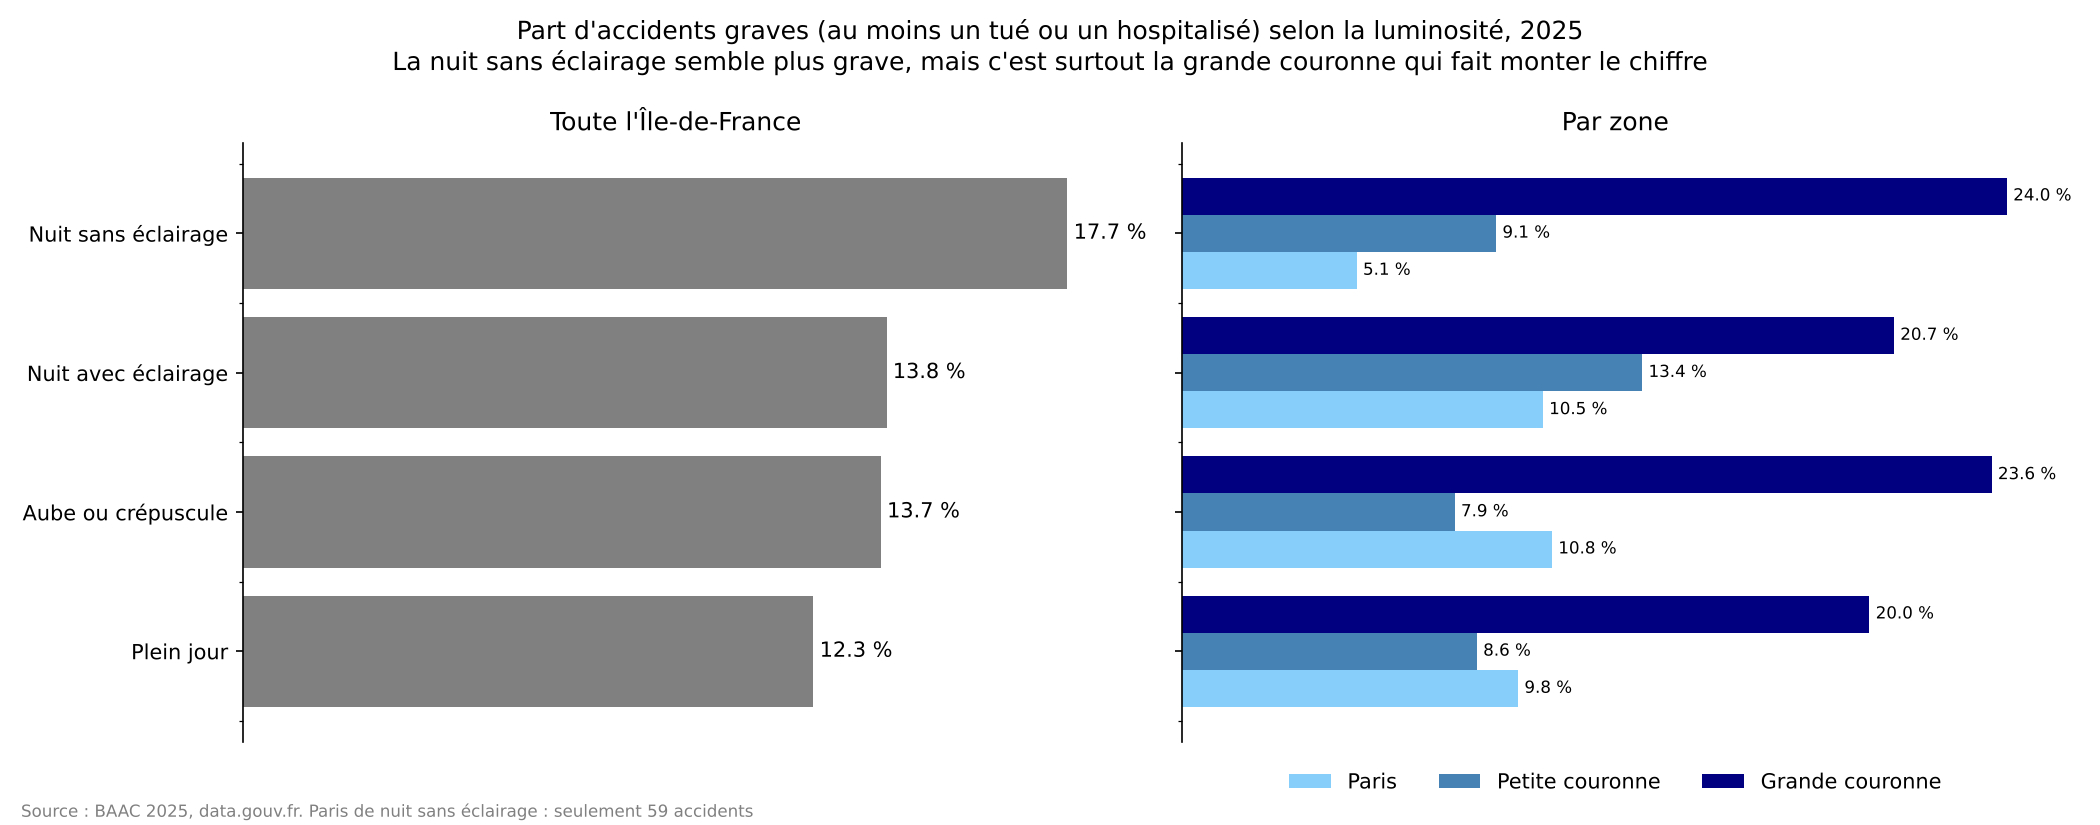 Part d'accidents graves (au moins un tué ou un hospitalisé) selon la luminosité, 2025
La nuit sans éclairage semble plus grave, mais c'est surtout la grande couronne qui fait monter le chiffre
Toute l'Île-de-France
Nuit sans éclairage
17.7 %
Nuit avec éclairage
13.8 %
Aube ou crépuscule
13.7 %
Plein jour
12.3 %
Par zone
24.0 %
9.1 %
5.1 %
20.7 %
13.4 %
10.5 %
23.6 %
7.9 %
10.8 %
20.0 %
8.6 %
9.8 %
Paris
Petite couronne
Grande couronne
Source : BAAC 2025, data.gouv.fr. Paris de nuit sans éclairage : seulement 59 accidents